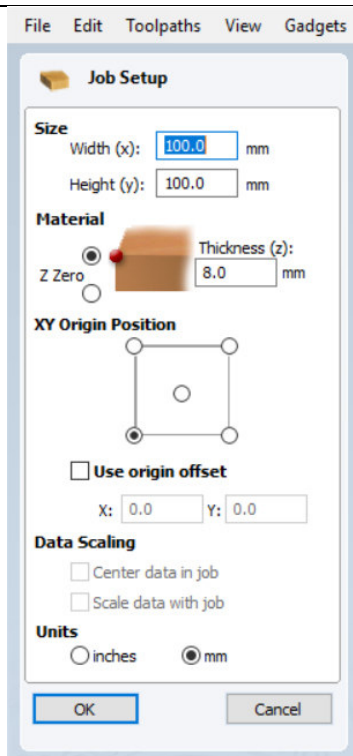 File Edit Toolpaths View Gadgets
Job Setup
Size
Width (x): 100.0 mm
Height (y): 100.0 mm
Material
Thickness (z):
Z Zero 8.0 mm
XY Origin Position
Use origin offset
X: 0.0 Y: 0.0
Data Scaling
Center data in job
Scale data with job
Units
inches mm
OK Cancel